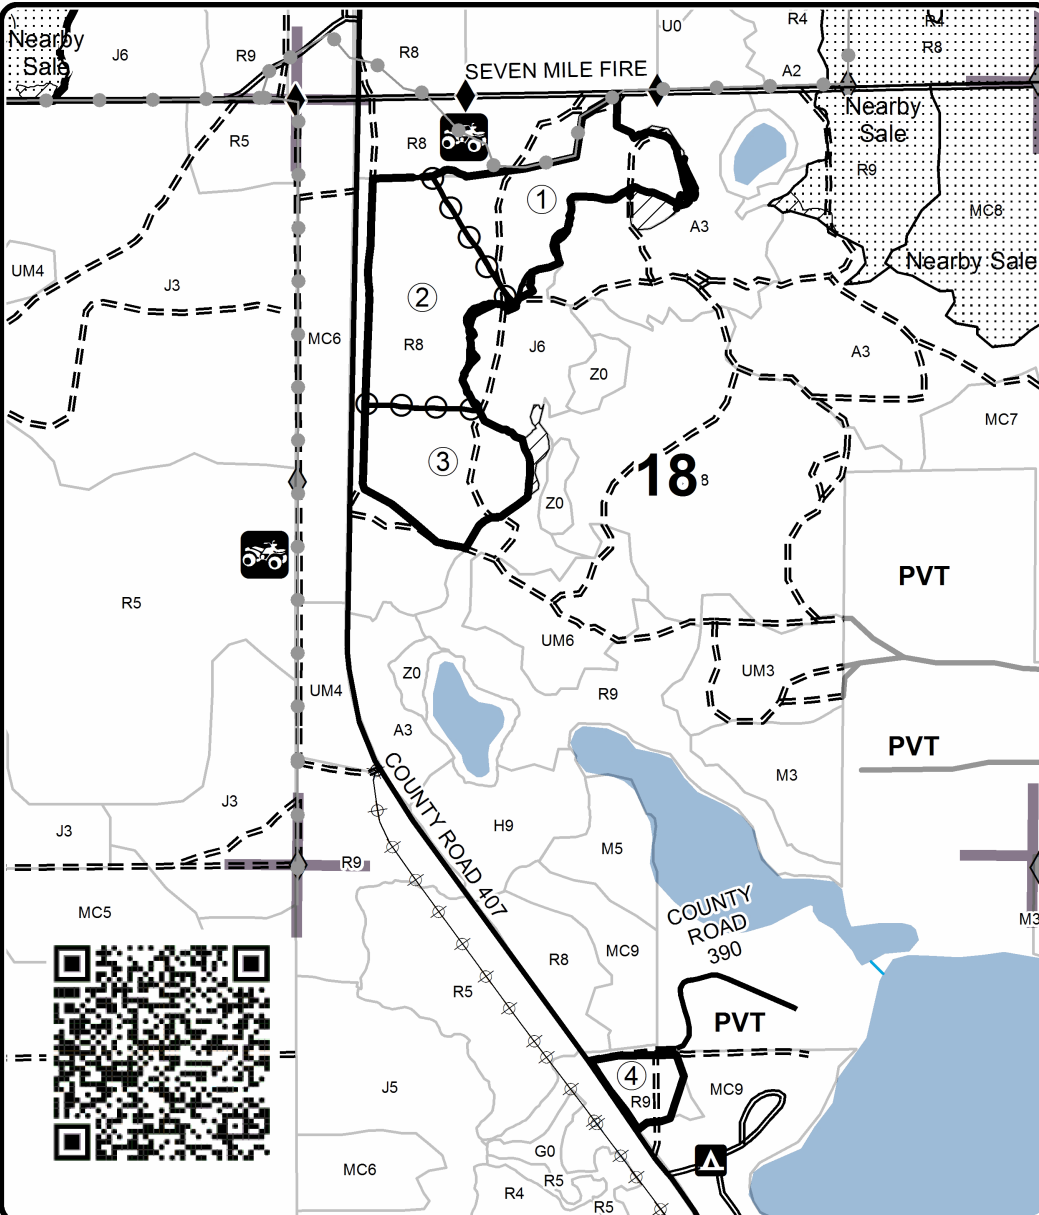 U0
R4
R4
Nearby
Sale
J6
R9
R8
R8
SEVEN MILE FIRE
A2
Nearby
Sale
R5
R8
R9
1
MC8
A3
Nearby Sale
UM4
J3
2
MC6
R8
J6
A3
Z0
MC7
3
18
8
Z0
PVT
R5
UM6
Z0
UM3
UM4
R9
A3
PVT
M3
COUNTY ROAD 407
J3
H9
J3
M5
R9
COUNTY
ROAD
390
MC5
M3
MC9
R8
R5
PVT
4
J5
MC9
R9
G0
MC6
R5
R4
R5